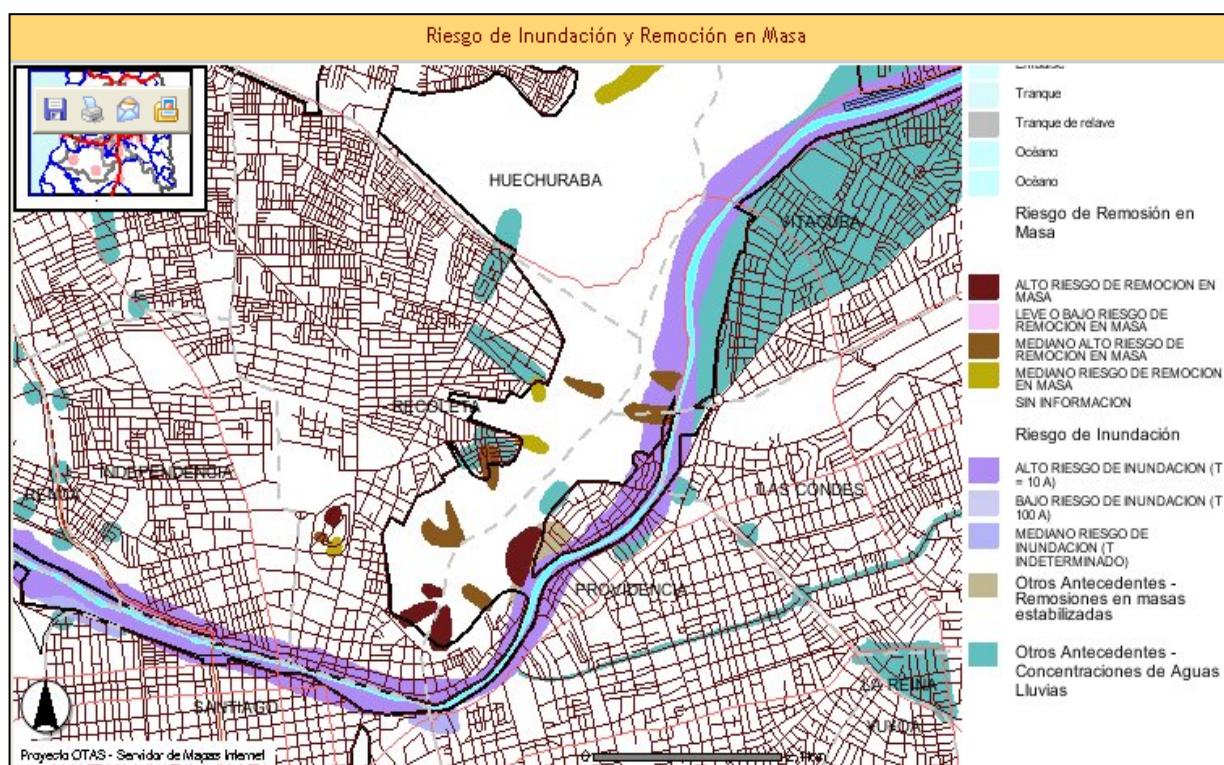 Riesgo de Inundación y Remoción en Masa
HUECHURABA
VITACURA
RECOLETA
INDEPENDENCIA
RENCA
LAS CONDES
PROVIDENCIA
SANTIAGO
LA REINA
Proyecto OTAS - Servidor de Mapas Internet
0
Embalse
Tranque
Tranque de relave
Océano
Océano
Riesgo de Remosión en
Masa
ALTO RIESGO DE REMOCION EN
MASA
LEVE O BAJO RIESGO DE
REMOCION EN MASA
MEDIANO ALTO RIESGO DE
REMOCION EN MASA
MEDIANO RIESGO DE REMOCION
EN MASA
SIN INFORMACION
Riesgo de Inundación
ALTO RIESGO DE INUNDACION (T
= 10 A)
BAJO RIESGO DE INUNDACION (T
100 A)
MEDIANO RIESGO DE
INUNDACION (T
INDETERMINADO)
Otros Antecedentes -
Remosiones en masas
estabilizadas
Otros Antecedentes -
Concentraciones de Aguas
Lluvias